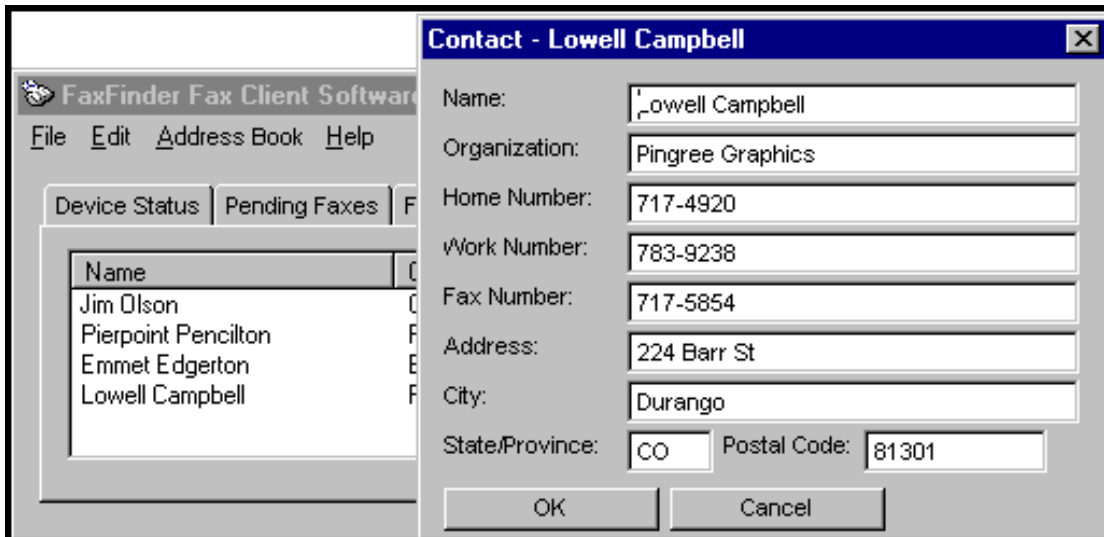 FaxFinder Fax Client Software
File Edit Address Book Help
Device Status Pending Faxes F
Name
Jim Olson
Pierpoint Pencilton
Emmet Edgerton
Lowell Campbell
Contact - Lowell Campbell
Name: Lowell Campbell
Organization: Pingree Graphics
Home Number: 717-4920
Work Number: 783-9238
Fax Number: 717-5854
Address: 224 Barr St
City: Durango
State/Province: CO Postal Code: 81301
OK Cancel